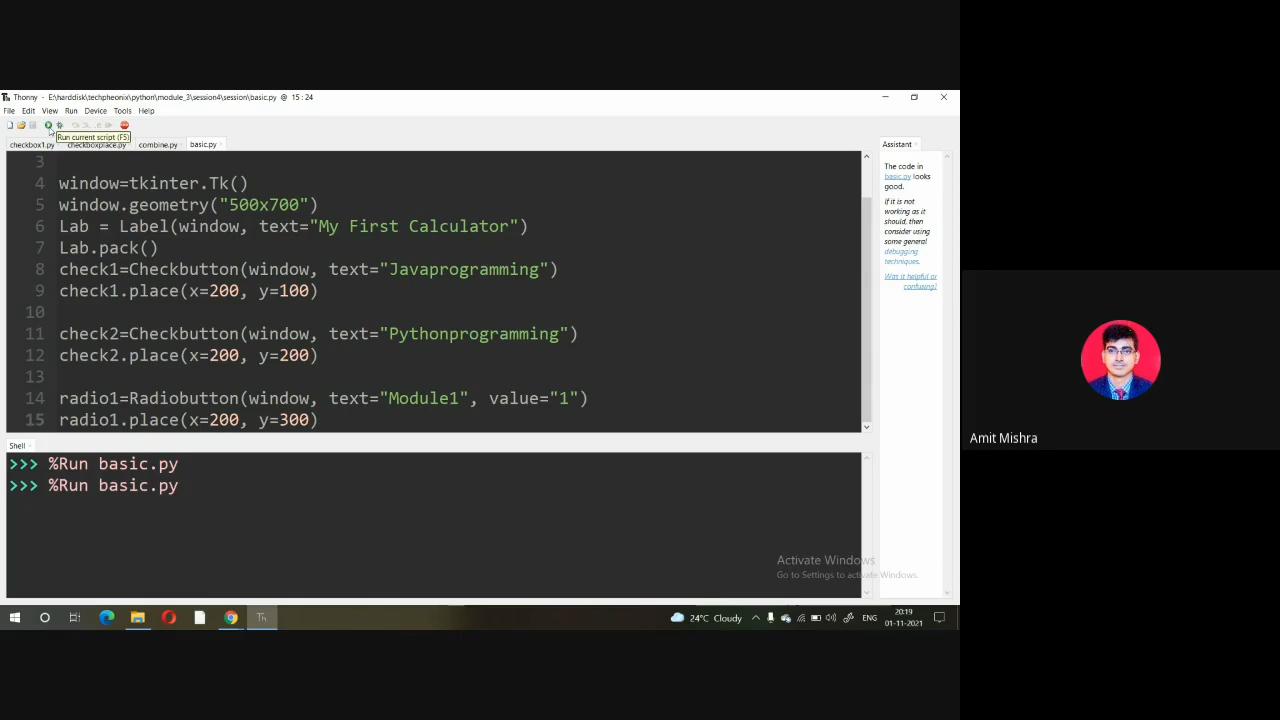 Thonny - E:\harddisk\techpheonix\python\module_3\session4\session\basic.py @ 15 : 24
File Edit View Run Device Tools Help
Run current script (F5)
checkbox1.py checkboxplace.py combine.py basic.py
3
4 window=tkinter.Tk()
5 window.geometry("500x700")
6 Lab = Label(window, text="My First Calculator")
7 Lab.pack()
8 check1=Checkbutton(window, text="Javaprogramming")
9 check1.place(x=200, y=100)
10
11 check2=Checkbutton(window, text="Pythonprogramming")
12 check2.place(x=200, y=200)
13
14 radio1=Radiobutton(window, text="Module1", value="1")
15 radio1.place(x=200, y=300)
Shell
>>> %Run basic.py
>>> %Run basic.py
Assistant
The code in
basic.py looks
good.
If it is not
working as it
should, then
consider using
some general
debugging
techniques.
Was it helpful or
confusing?
Activate Windows
Go to Settings to activate Windows.
Th
24°C Cloudy
ENG
20:19
01-11-2021
Amit Mishra